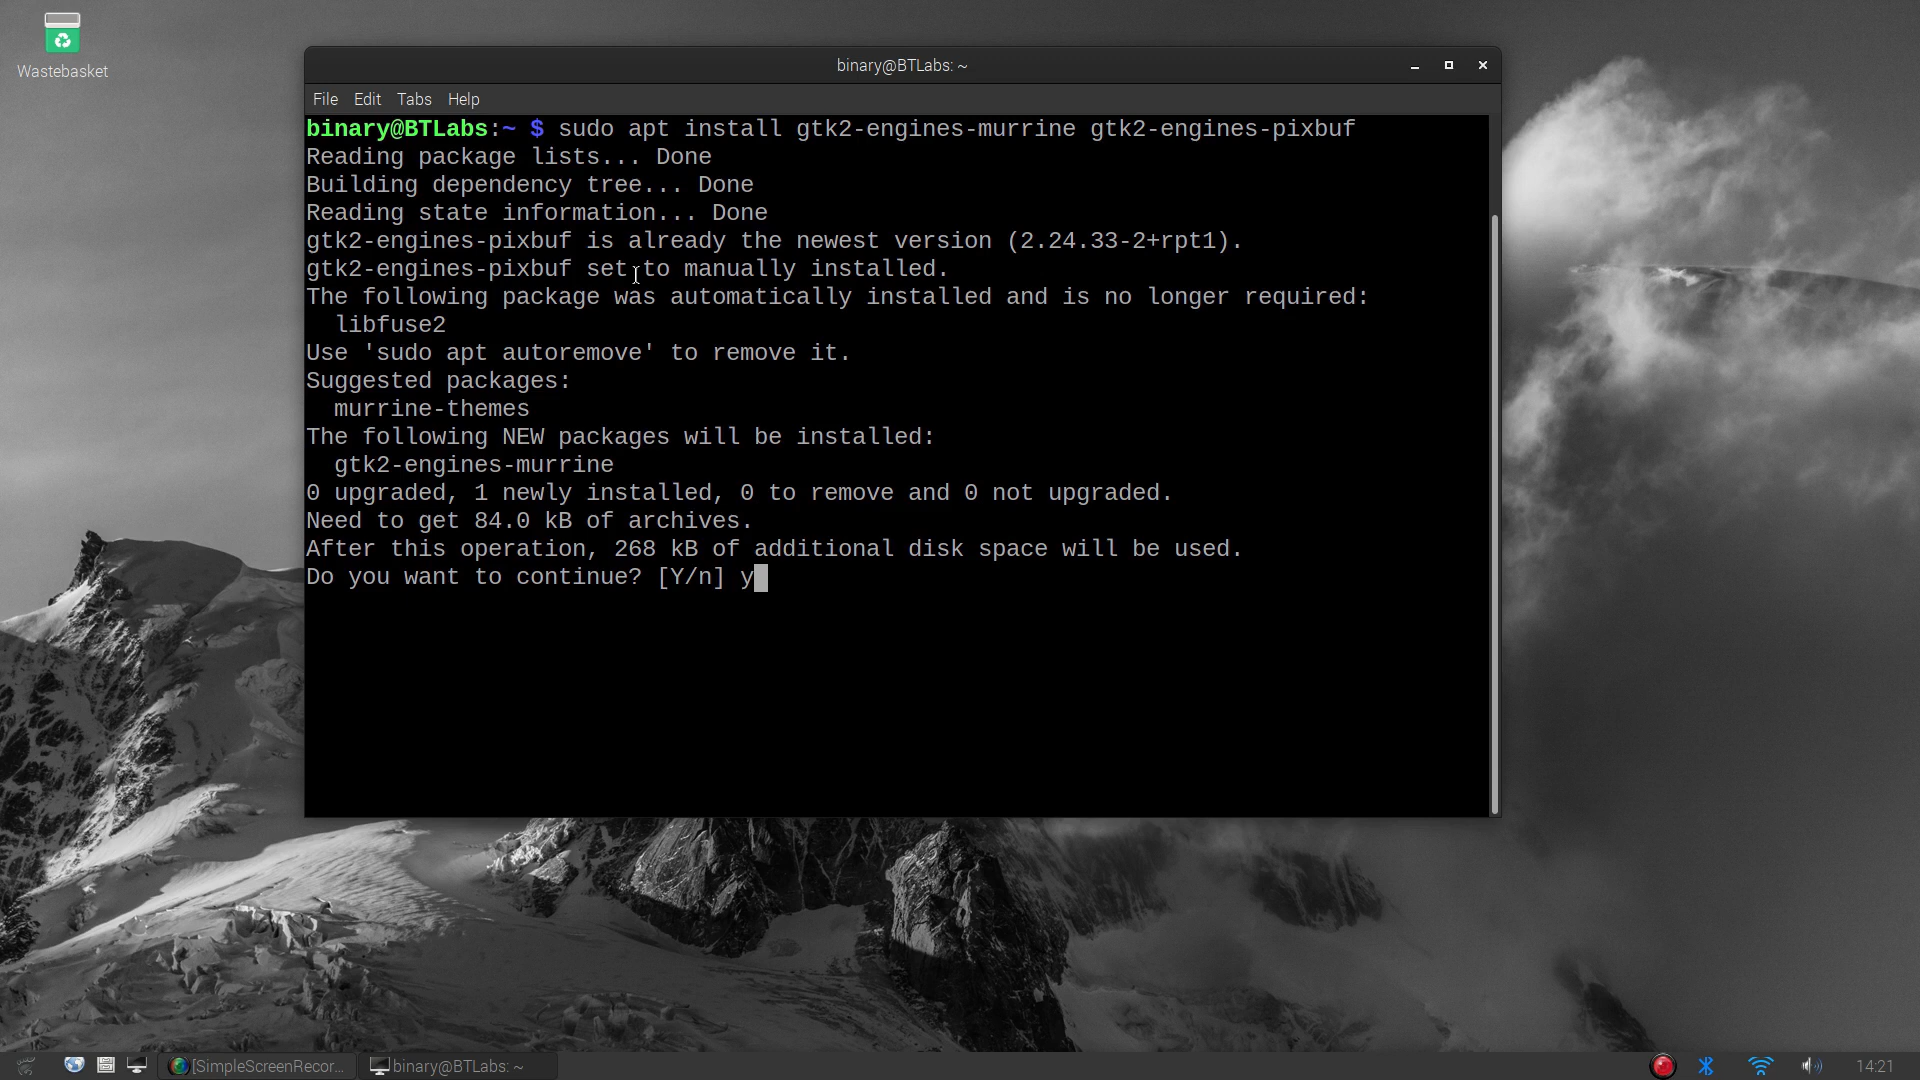 Wastebasket
binary@BTLabs: ~
File Edit Tabs Help
binary@BTLabs:~ $ sudo apt install gtk2-engines-murrine gtk2-engines-pixbuf
Reading package lists... Done
Building dependency tree... Done
Reading state information... Done
gtk2-engines-pixbuf is already the newest version (2.24.33-2+rpt1).
gtk2-engines-pixbuf set to manually installed.
The following package was automatically installed and is no longer required:
  libfuse2
Use 'sudo apt autoremove' to remove it.
Suggested packages:
  murrine-themes
The following NEW packages will be installed:
  gtk2-engines-murrine
0 upgraded, 1 newly installed, 0 to remove and 0 not upgraded.
Need to get 84.0 kB of archives.
After this operation, 268 kB of additional disk space will be used.
Do you want to continue? [Y/n] y
[SimpleScreenRecor... binary@BTLabs: ~ 14:21